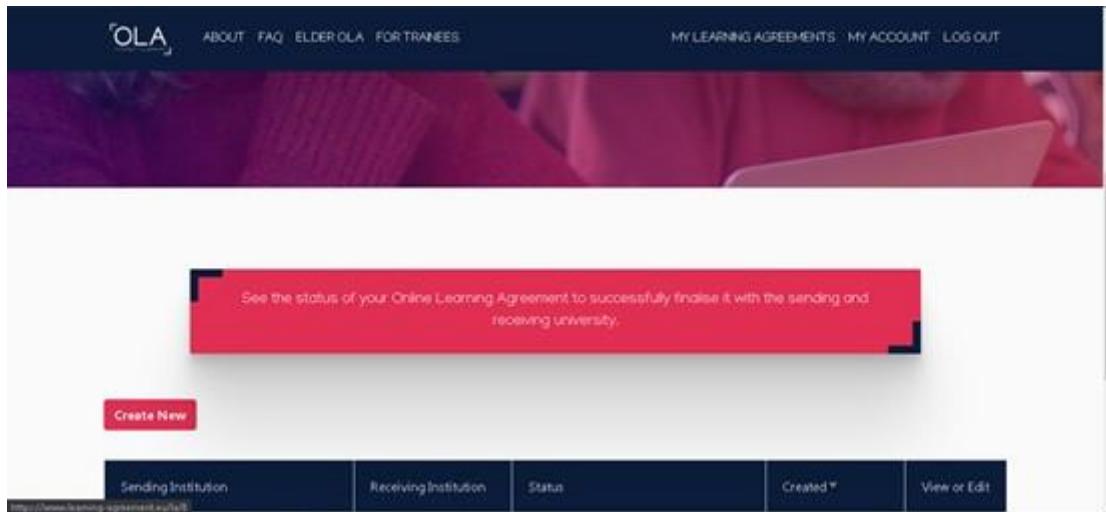 OLA ABOUT FAQ ELDER OLA FOR TRAINEES MY LEARNING AGREEMENTS MY ACCOUNT LOG OUT
See the status of your Online Learning Agreement to successfully finalise it with the sending and
receiving university.
Create New
Sending Institution Receiving Institution Status Created View or Edit